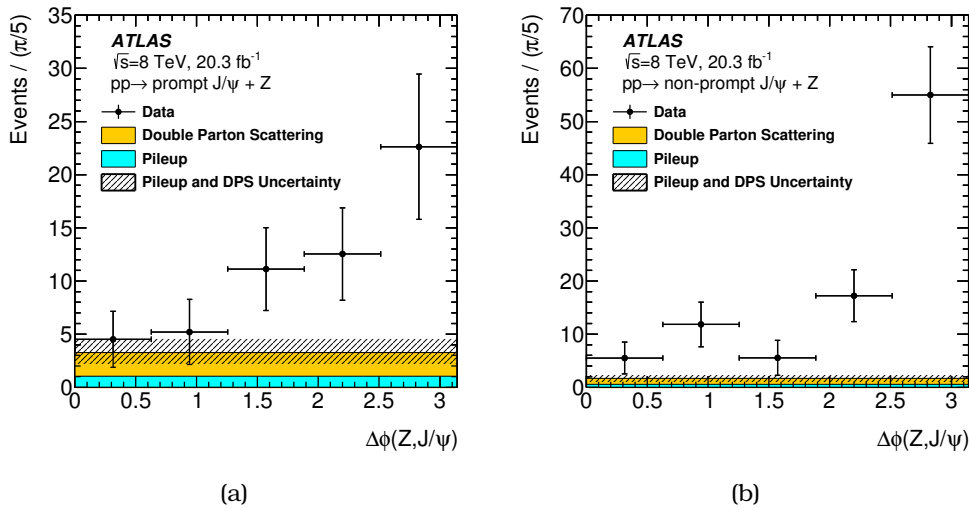 Events / (π/5)
35
30
25
20
15
10
5
0
ATLAS
√s=8 TeV, 20.3 fb⁻¹
pp→ prompt J/ψ + Z
Data
Double Parton Scattering
Pileup
Pileup and DPS Uncertainty
0 0.5 1 1.5 2 2.5 3
Δϕ(Z,J/ψ)
(a)
Events / (π/5)
70
60
50
40
30
20
10
0
ATLAS
√s=8 TeV, 20.3 fb⁻¹
pp→ non-prompt J/ψ + Z
Data
Double Parton Scattering
Pileup
Pileup and DPS Uncertainty
0 0.5 1 1.5 2 2.5 3
Δϕ(Z,J/ψ)
(b)